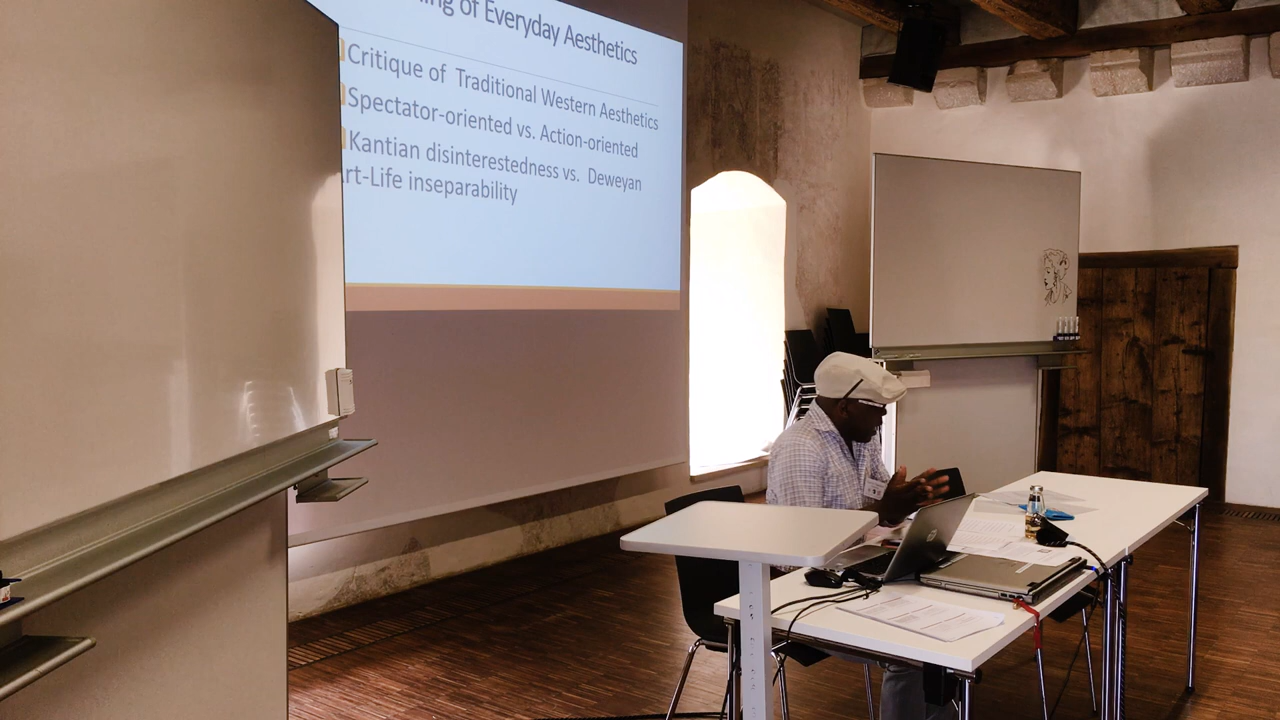 of Everyday Aesthetics
Critique of Traditional Western Aesthetics
Spectator-oriented vs. Action-oriented
Kantian disinterestedness vs. Deweyan
rt-Life inseparability